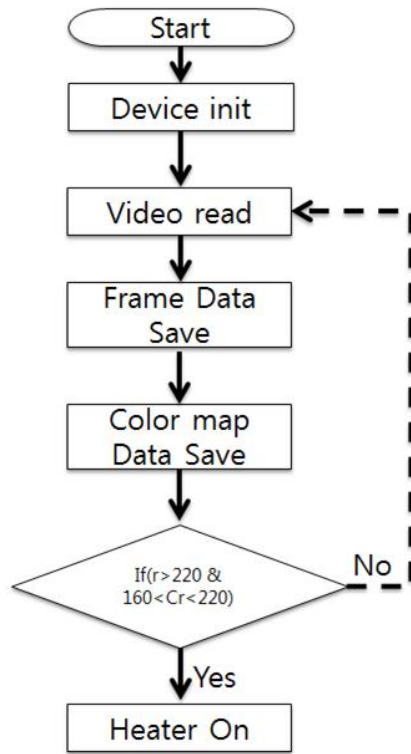 Start
Device init
Video read
Frame Data
Save
Color map
Data Save
If(r>220 &
160<Cr<220)
No
Yes
Heater On